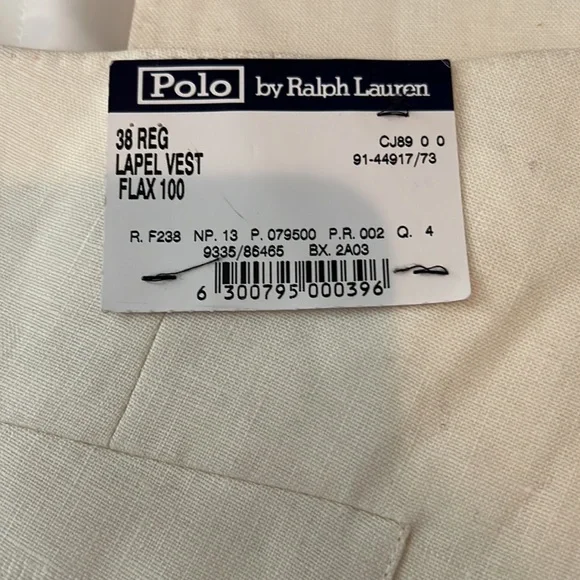 Polo by Ralph Lauren
38 REG CJ89 0 0
LAPEL VEST 91-44917/73
FLAX 100
R. F238 NP. 13 P. 079500 P.R. 002 Q. 4
9335/86465 BX. 2A03
6 300795 000396